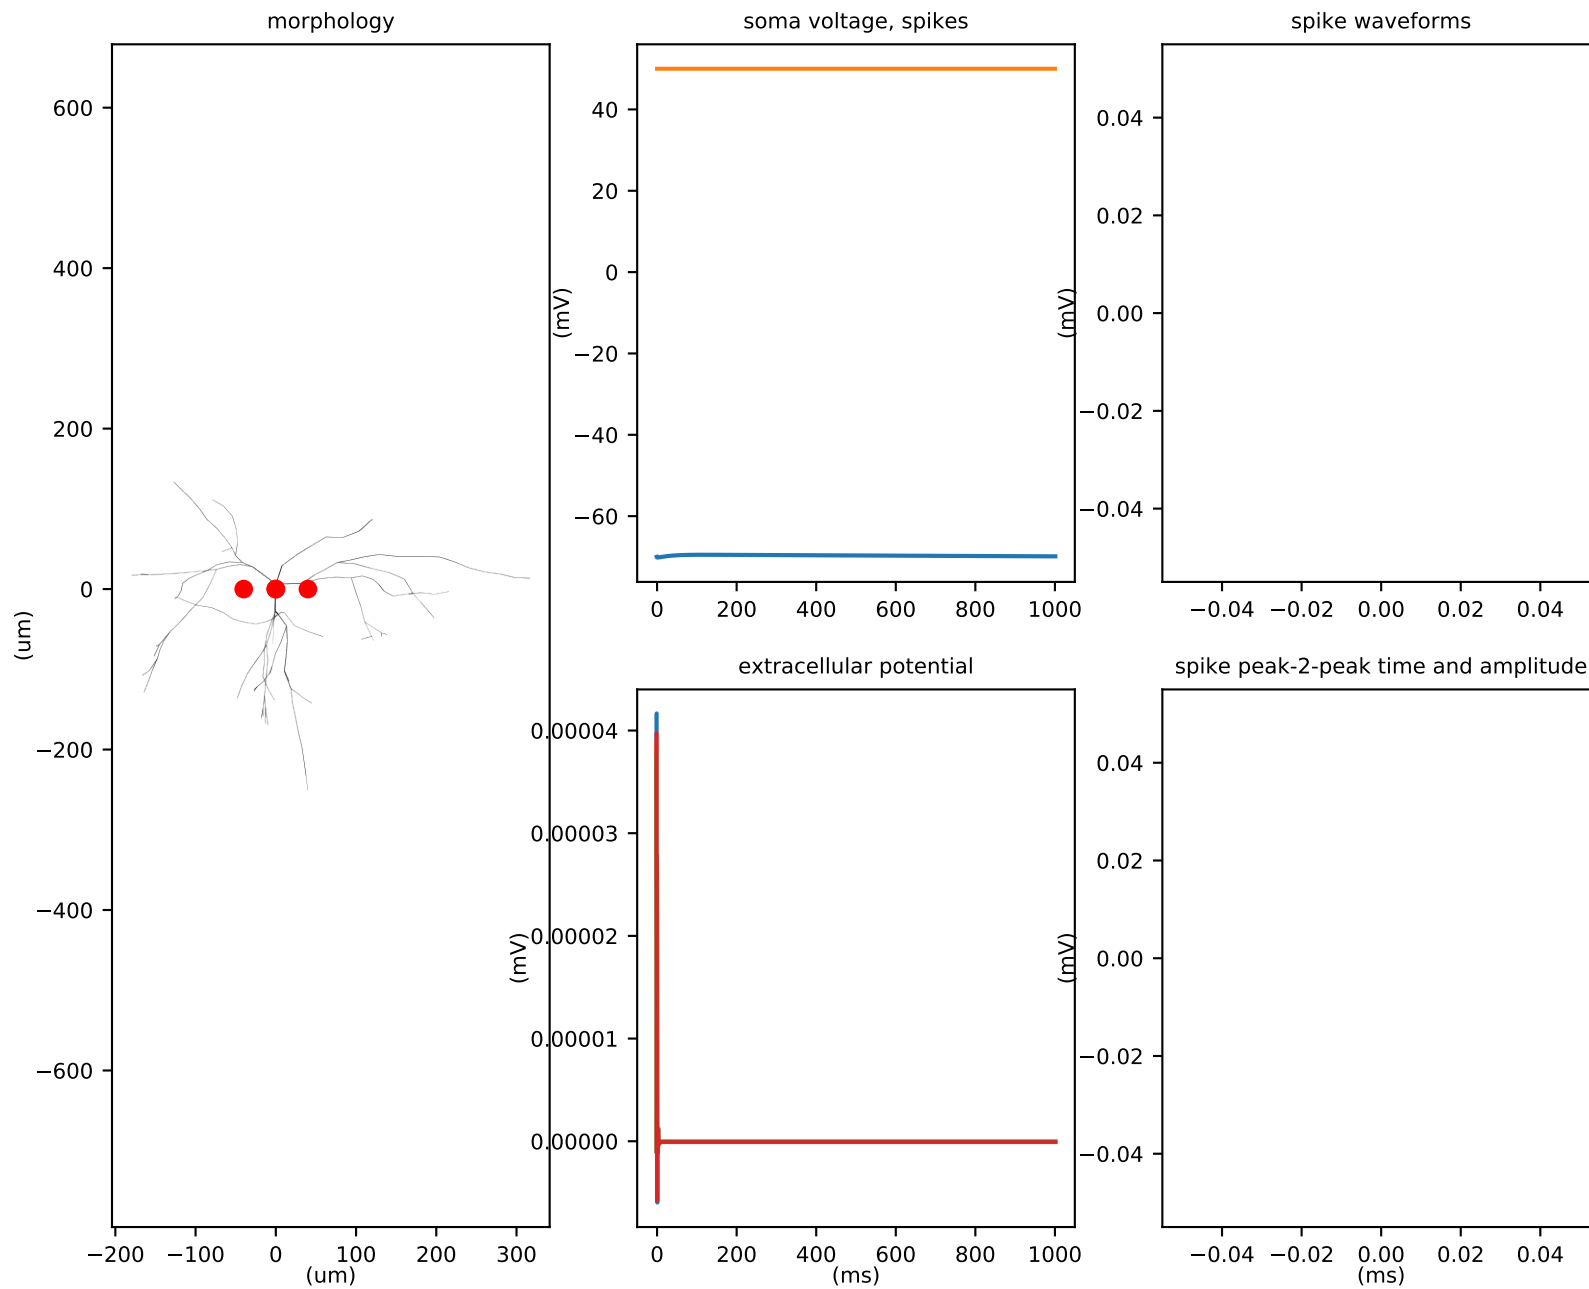 morphology
soma voltage, spikes
spike waveforms
600
400
200
0
−200
−400
−600
(um)
−200 −100 0 100 200 300
(um)
40
20
0
−20
−40
−60
(mV)
0 200 400 600 800 1000
0.04
0.02
0.00
−0.02
−0.04
(mV)
−0.04 −0.02 0.00 0.02 0.04
extracellular potential
spike peak-2-peak time and amplitude
0.00004
0.00003
0.00002
0.00001
0.00000
(mV)
0 200 400 600 800 1000
(ms)
0.04
0.02
0.00
−0.02
−0.04
(mV)
−0.04 −0.02 0.00 0.02 0.04
(ms)